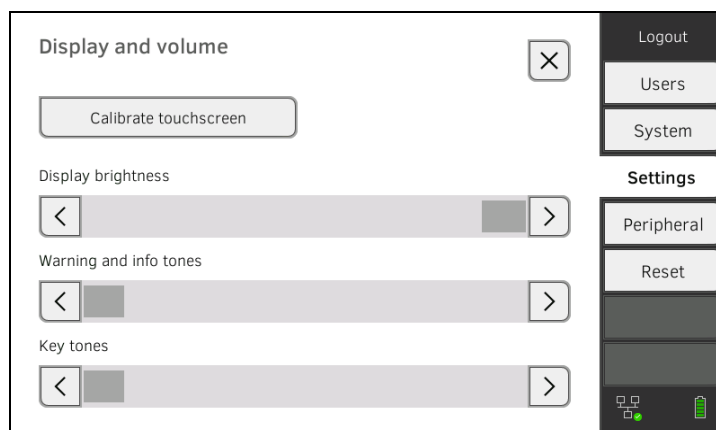 Display and volume
Calibrate touchscreen
Display brightness
Warning and info tones
Key tones
Logout
Users
System
Settings
Peripheral
Reset